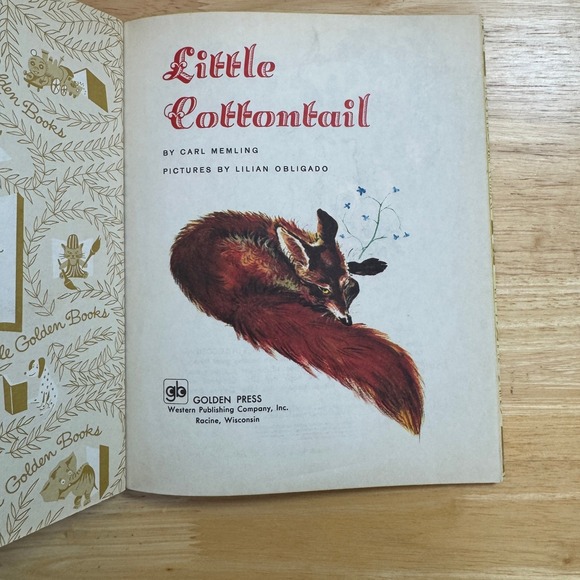 Golden Books
Little
Cottontail
BY CARL MEMLING
PICTURES BY LILIAN OBLIGADO
Golden Books
Golden Books
GOLDEN PRESS
Western Publishing Company, Inc.
Racine, Wisconsin